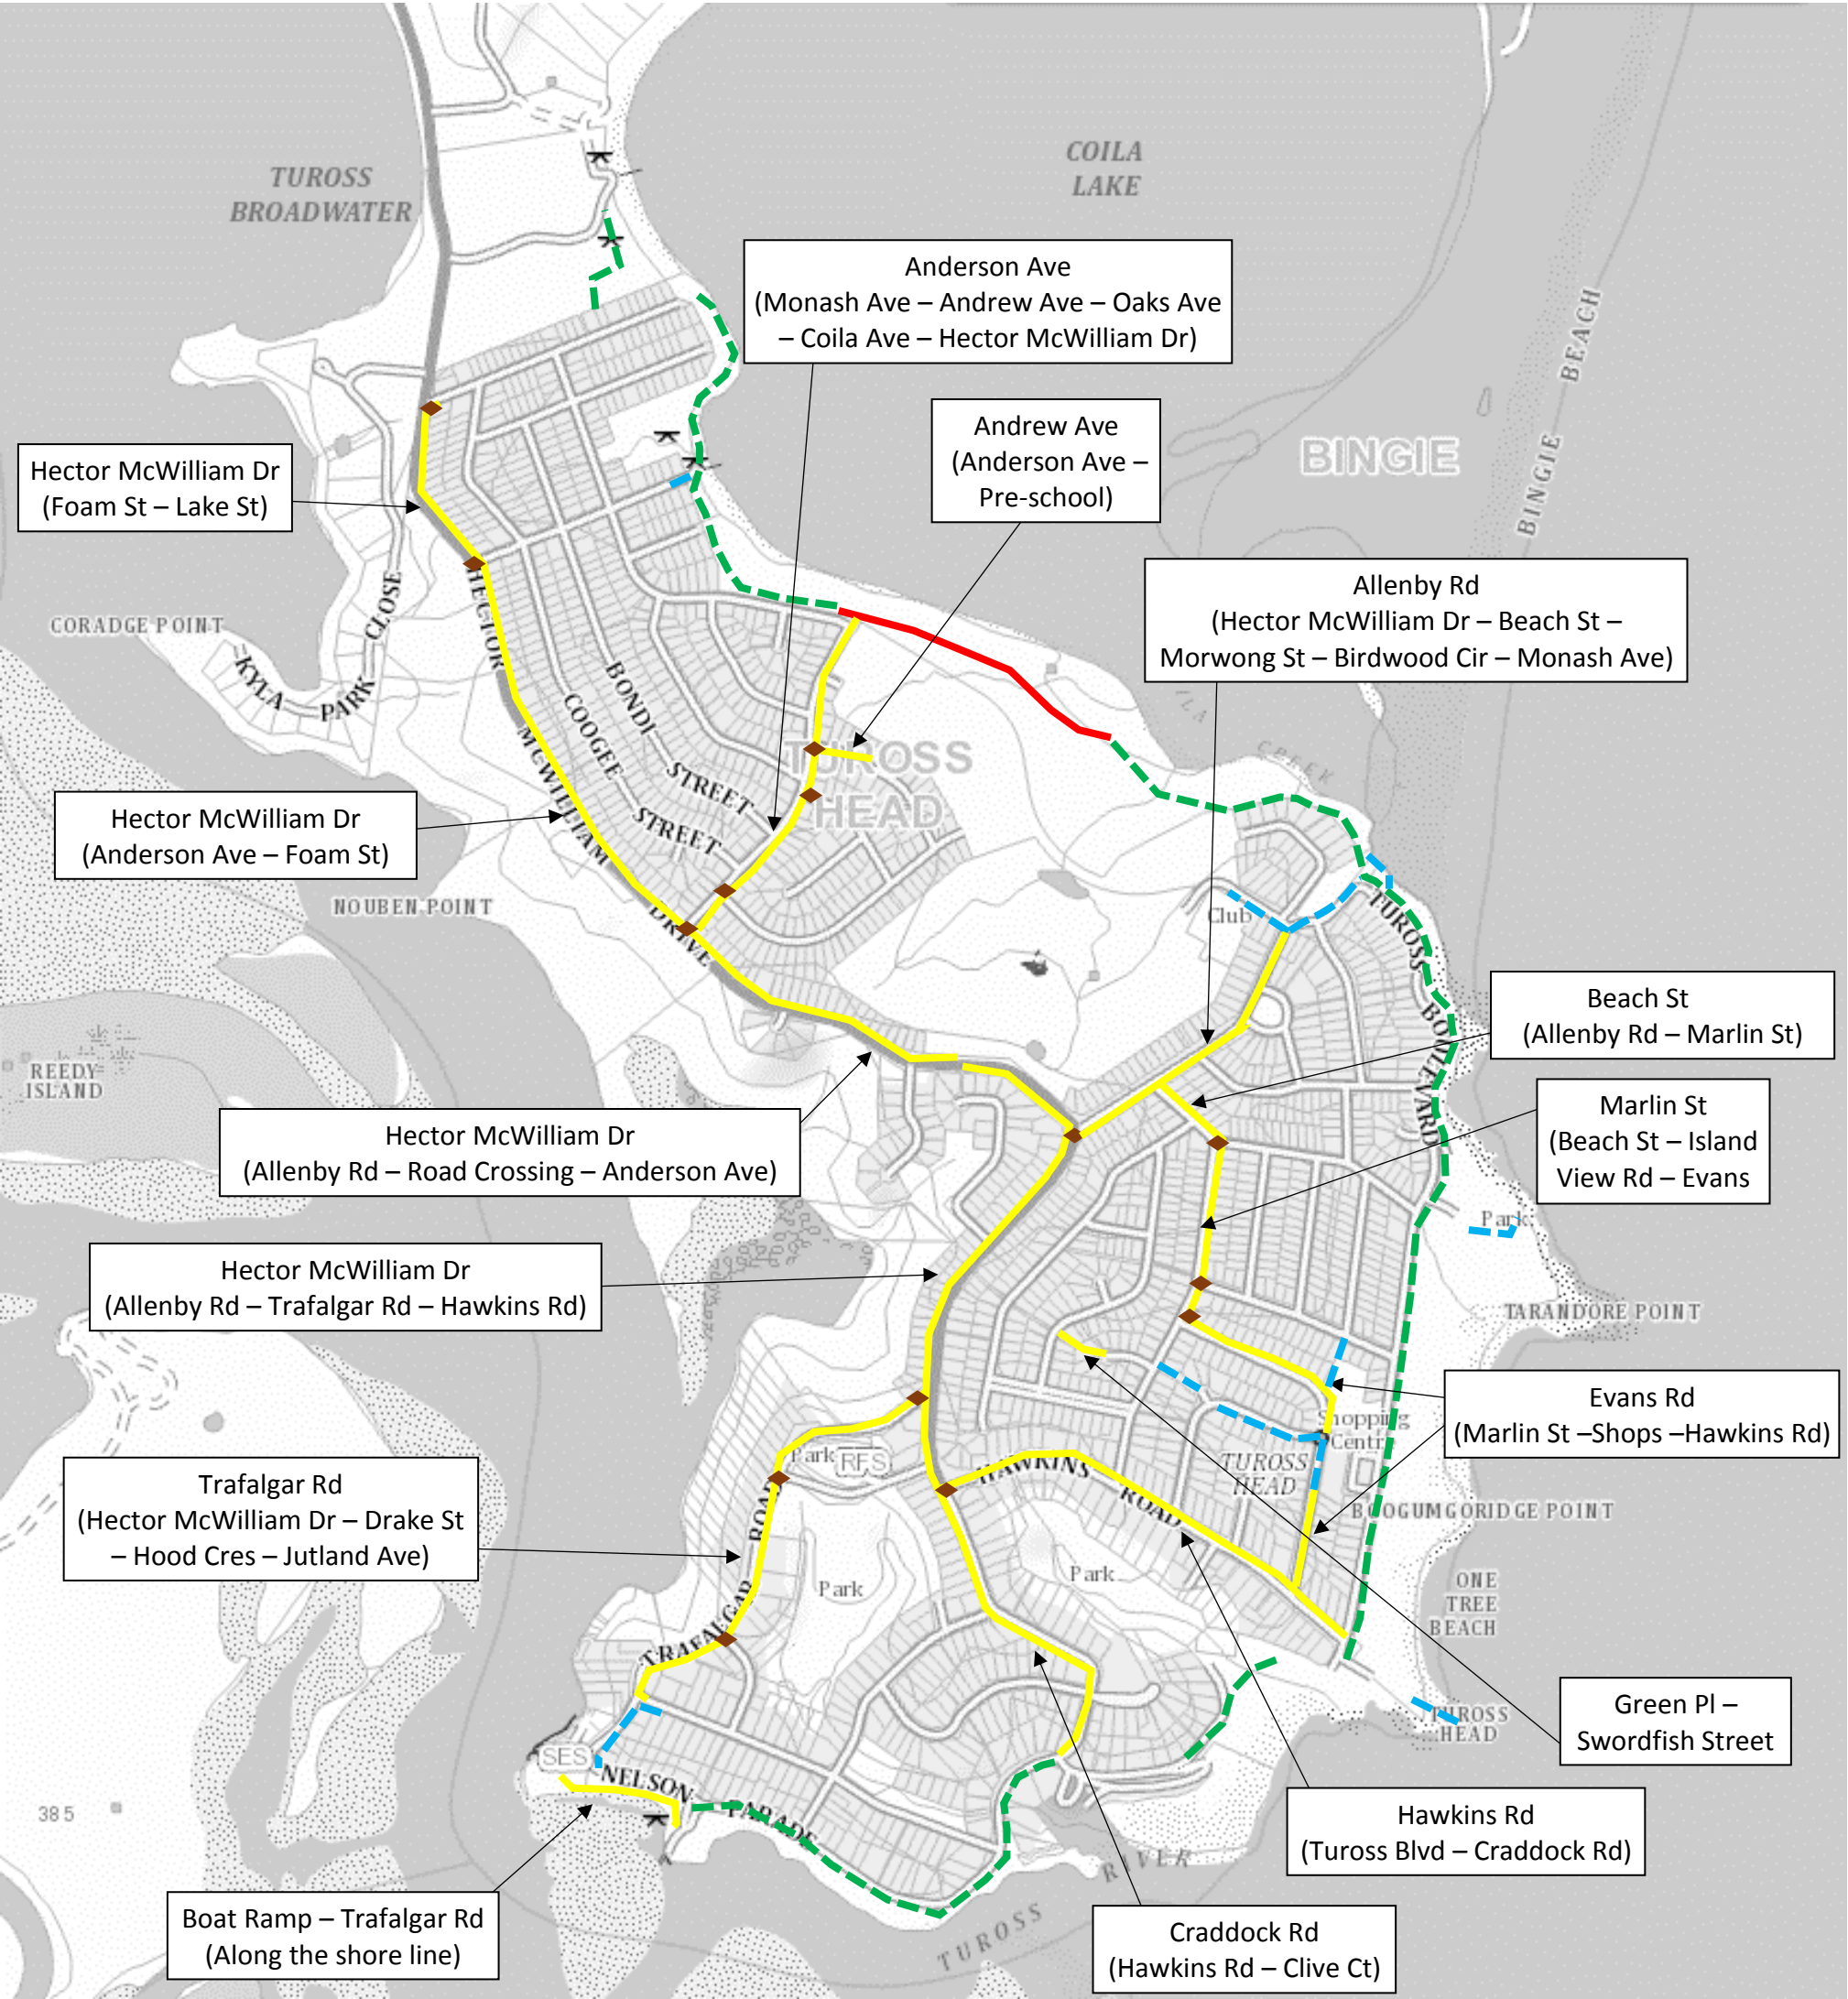 COILA
LAKE
TUROSS
BROADWATER
Anderson Ave
(Monash Ave – Andrew Ave – Oaks Ave
– Coila Ave – Hector McWilliam Dr)
BINGIE BEACH
Andrew Ave
(Anderson Ave –
Pre-school)
BINGIE
Hector McWilliam Dr
(Foam St – Lake St)
Allenby Rd
(Hector McWilliam Dr – Beach St –
Morwong St – Birdwood Cir – Monash Ave)
CORADGE POINT
KYLA PARK CLOSE
HECTOR MCWILLIAM DRIVE
BONDI STREET
COOGEE STREET
TUROSS
HEAD
CREEK
Hector McWilliam Dr
(Anderson Ave – Foam St)
NOUBEN POINT
Club
TUROSS BOULEVARD
Beach St
(Allenby Rd – Marlin St)
REEDY
ISLAND
Marlin St
(Beach St – Island
View Rd – Evans
Hector McWilliam Dr
(Allenby Rd – Road Crossing – Anderson Ave)
Park
Hector McWilliam Dr
(Allenby Rd – Trafalgar Rd – Hawkins Rd)
TARANDORE POINT
Evans Rd
(Marlin St –Shops –Hawkins Rd)
Shopping
Centr
Park
RFS
HAWKINS ROAD
TUROSS
HEAD
Trafalgar Rd
(Hector McWilliam Dr – Drake St
– Hood Cres – Jutland Ave)
BOOGUMGORIDGE POINT
Park
Park
ONE
TREE
BEACH
TRAFALGAR ROAD
Green Pl –
Swordfish Street
TUROSS
HEAD
SES
NELSON PARADE
385
Hawkins Rd
(Tuross Blvd – Craddock Rd)
TUROSS RIVER
Boat Ramp – Trafalgar Rd
(Along the shore line)
Craddock Rd
(Hawkins Rd – Clive Ct)